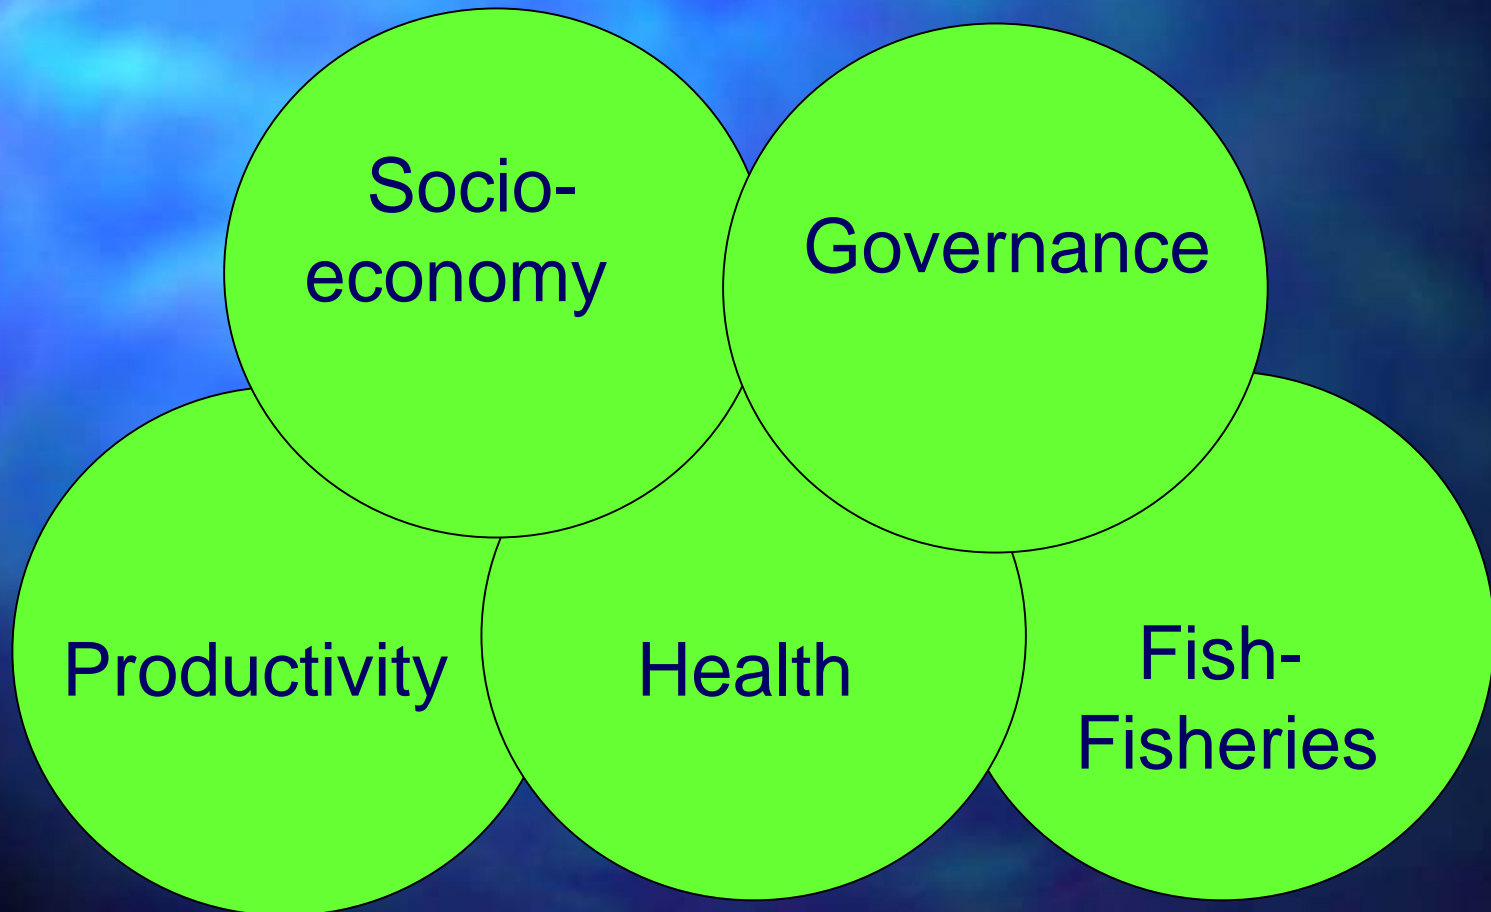 Socio-
economy
Governance
Productivity
Health
Fish-
Fisheries